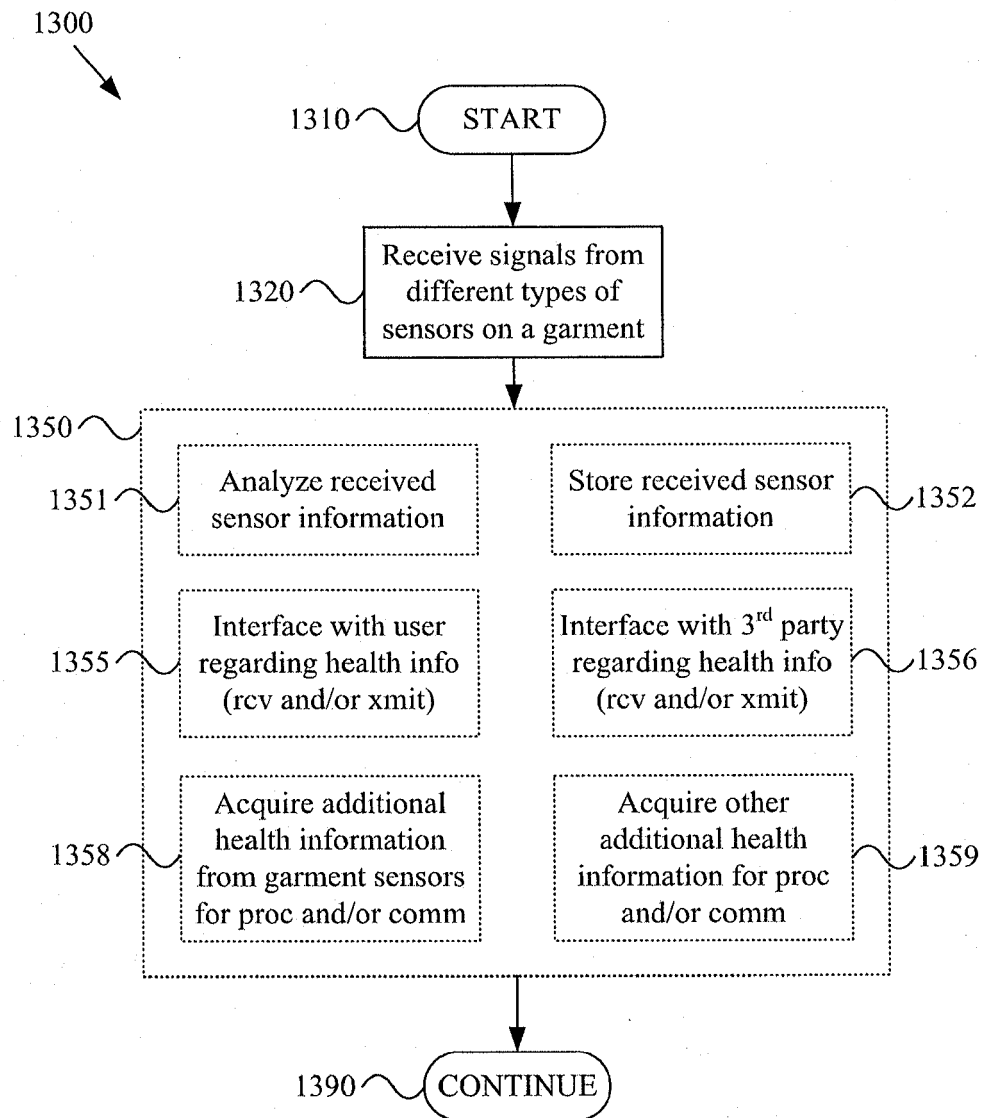 1300
1310
START
1320
Receive signals from
different types of
sensors on a garment
1350
1351
Analyze received
sensor information
Store received sensor
information
1352
1355
Interface with user
regarding health info
(rcv and/or xmit)
Interface with 3rd party
regarding health info
(rcv and/or xmit)
1356
1358
Acquire additional
health information
from garment sensors
for proc and/or comm
Acquire other
additional health
information for proc
and/or comm
1359
1390
CONTINUE